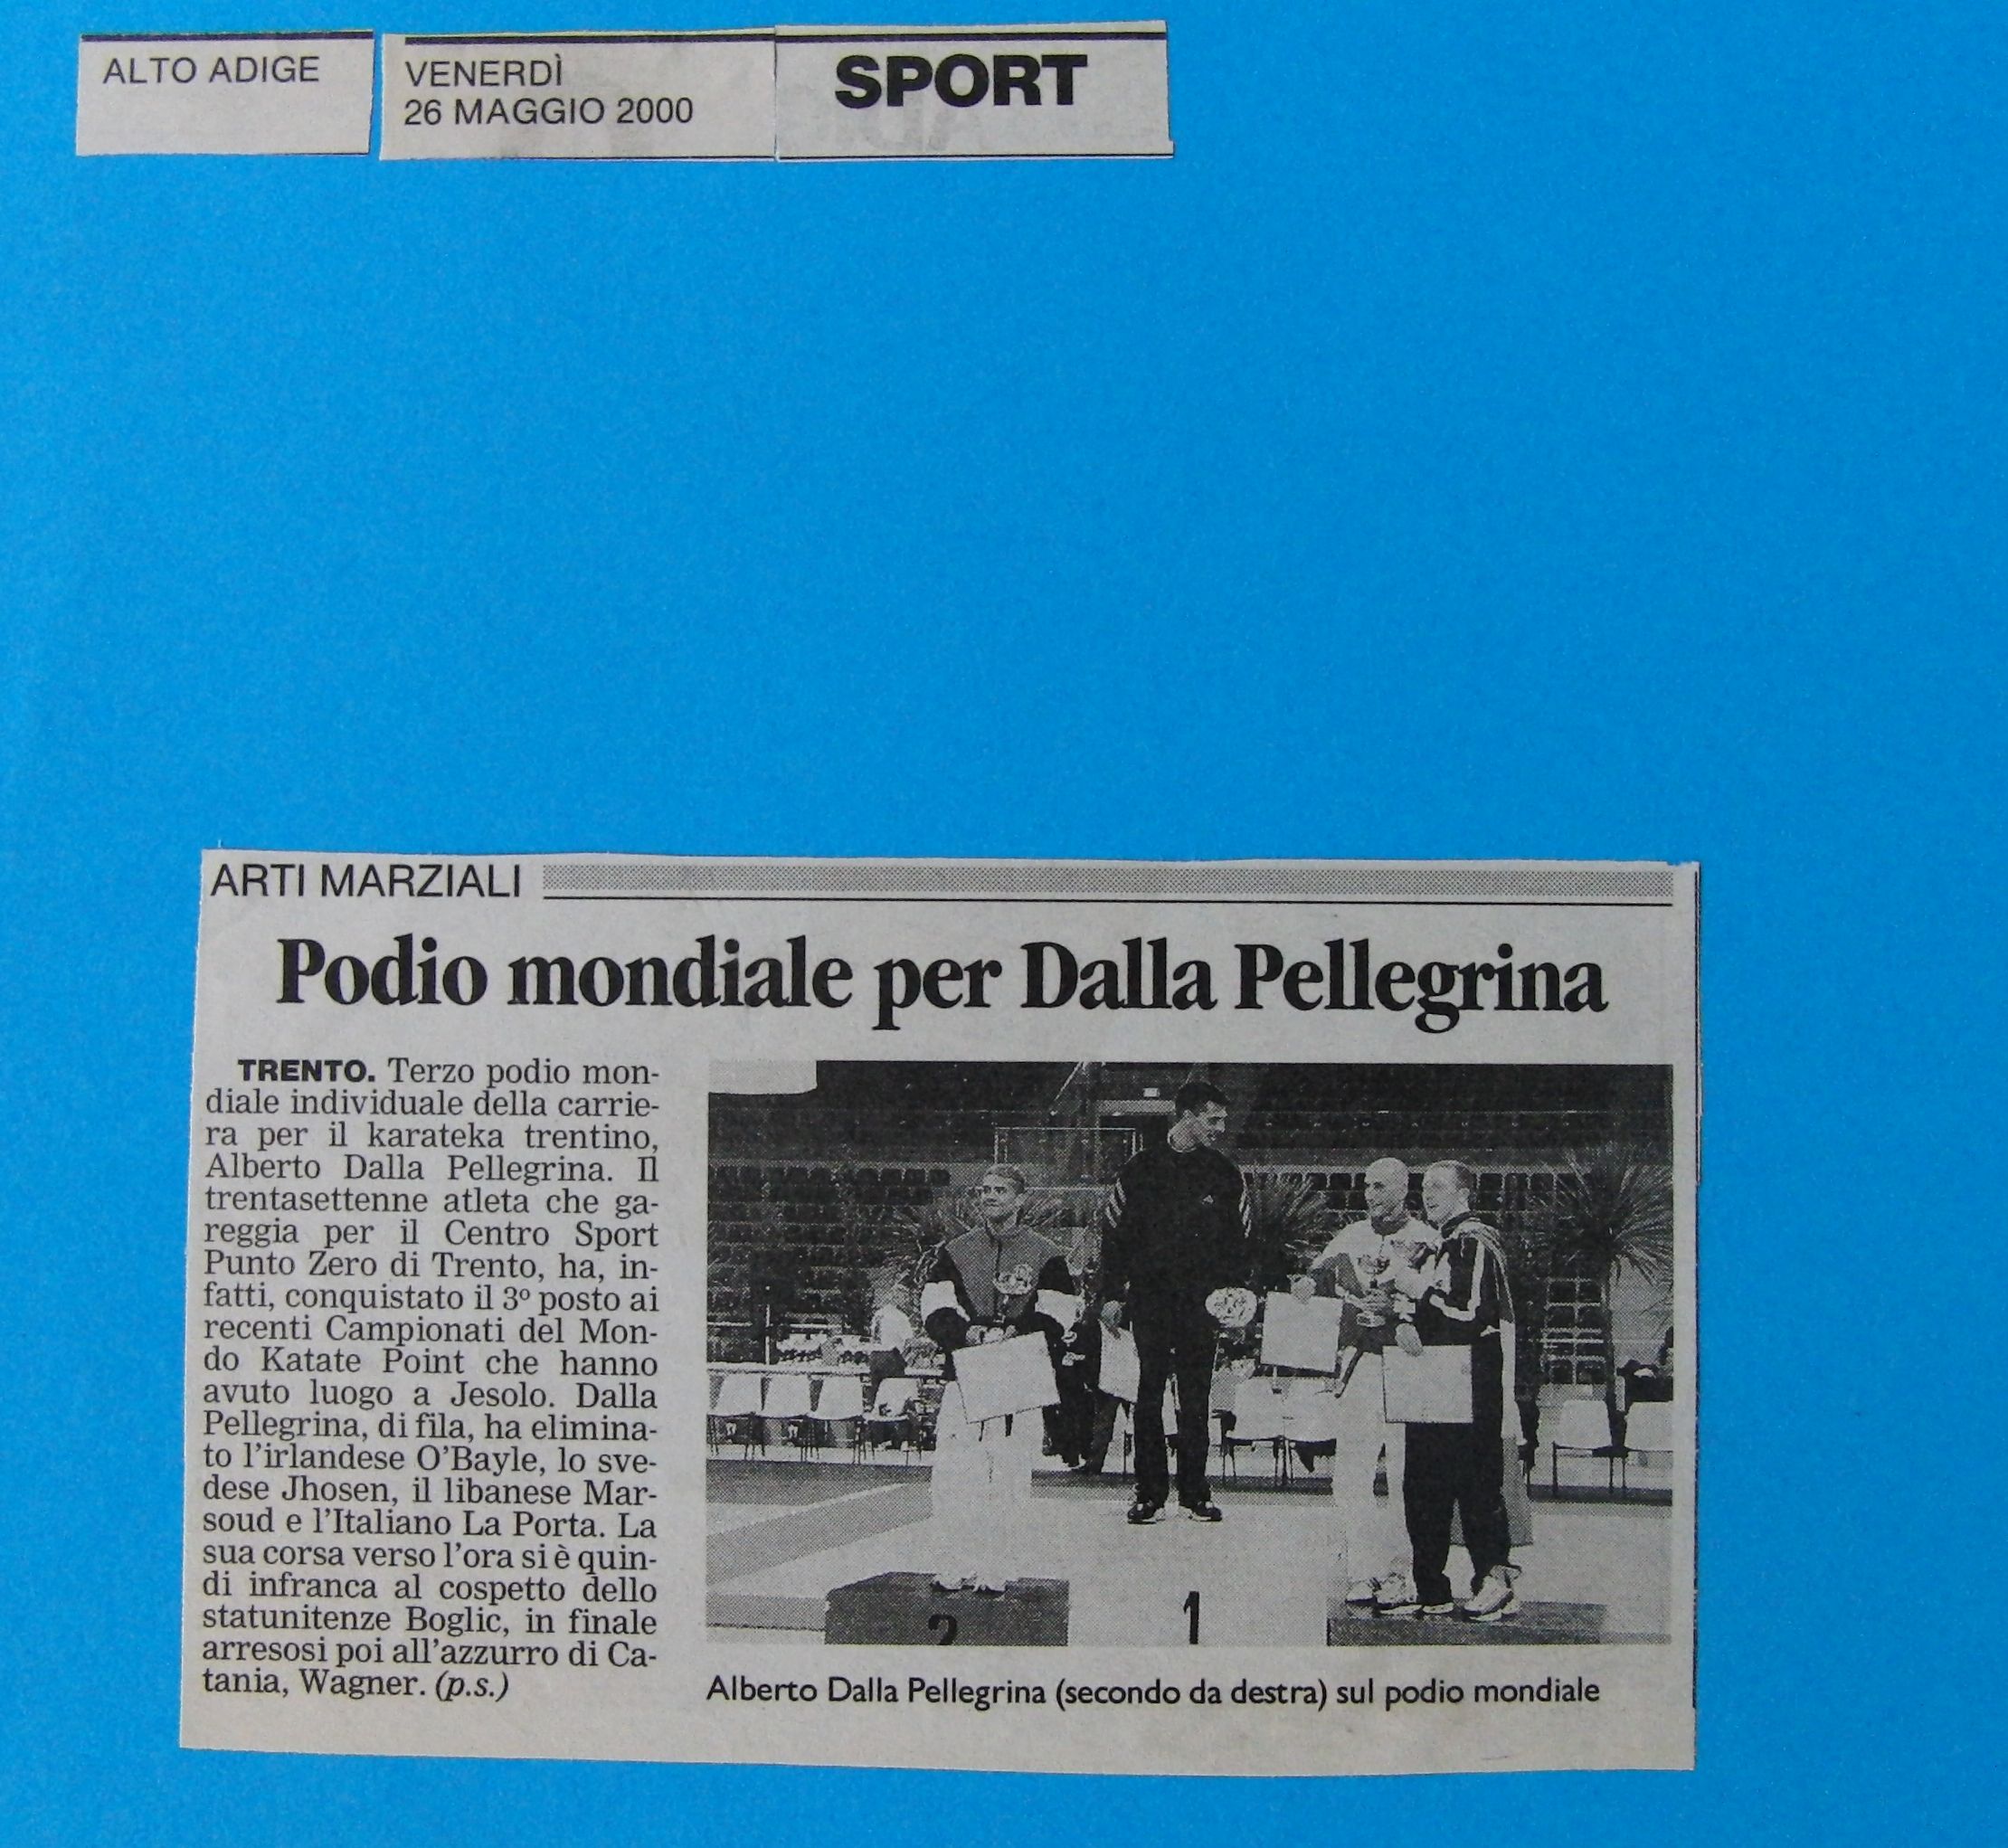 ALTO ADIGE
VENERDÌ
26 MAGGIO 2000
SPORT
ARTI MARZIALI
Podio mondiale per Dalla Pellegrina
TRENTO. Terzo podio mon-
diale individuale della carrie-
ra per il karateka trentino,
Alberto Dalla Pellegrina. Il
trentasettenne atleta che ga-
reggia per il Centro Sport
Punto Zero di Trento, ha, in-
fatti, conquistato il 3º posto ai
recenti Campionati del Mon-
do Katate Point che hanno
avuto luogo a Jesolo. Dalla
Pellegrina, di fila, ha elimina-
to l'irlandese O'Bayle, lo sve-
dese Jhosen, il libanese Mar-
soud e l'Italiano La Porta. La
sua corsa verso l'ora si è quin-
di infranca al cospetto dello
statunitenze Boglic, in finale
arresosi poi all'azzurro di Ca-
tania, Wagner. (p.s.)
2
1
Alberto Dalla Pellegrina (secondo da destra) sul podio mondiale